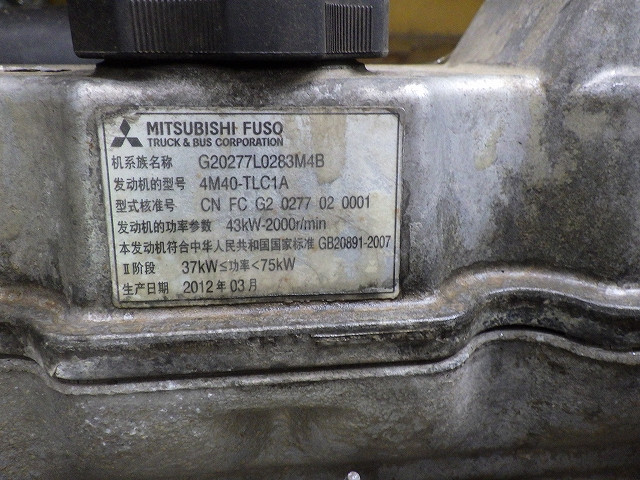 MITSUBISHI FUSO
TRUCK & BUS CORPORATION
机系族名称 G20277L0283M4B
发动机的型号 4M40-TLC1A
型式核准号 CN FC G2 0277 02 0001
发动机的功率参数 43kW-2000r/min
本发动机符合中华人民共和国国家标准 GB20891-2007
II阶段 37kW≤功率<75kW
生产日期 2012年03月